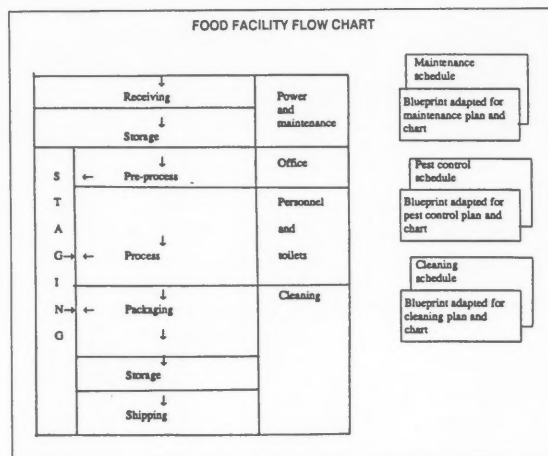 FOOD FACILITY FLOW CHART
↓
Receiving
↓
Storage
Power
and
maintenance
S
T
A
G→
I
N→
G
↓
← Pre-process
Office
↓
← Process
Personnel
and
toilets
↓
← Packaging
↓
Cleaning
↓
Storage
↓
Shipping
Maintenance
schedule
Blueprint adapted for
maintenance plan and
chart
Pest control
schedule
Blueprint adapted for
pest control plan and
chart
Cleaning
schedule
Blueprint adapted for
cleaning plan and
chart